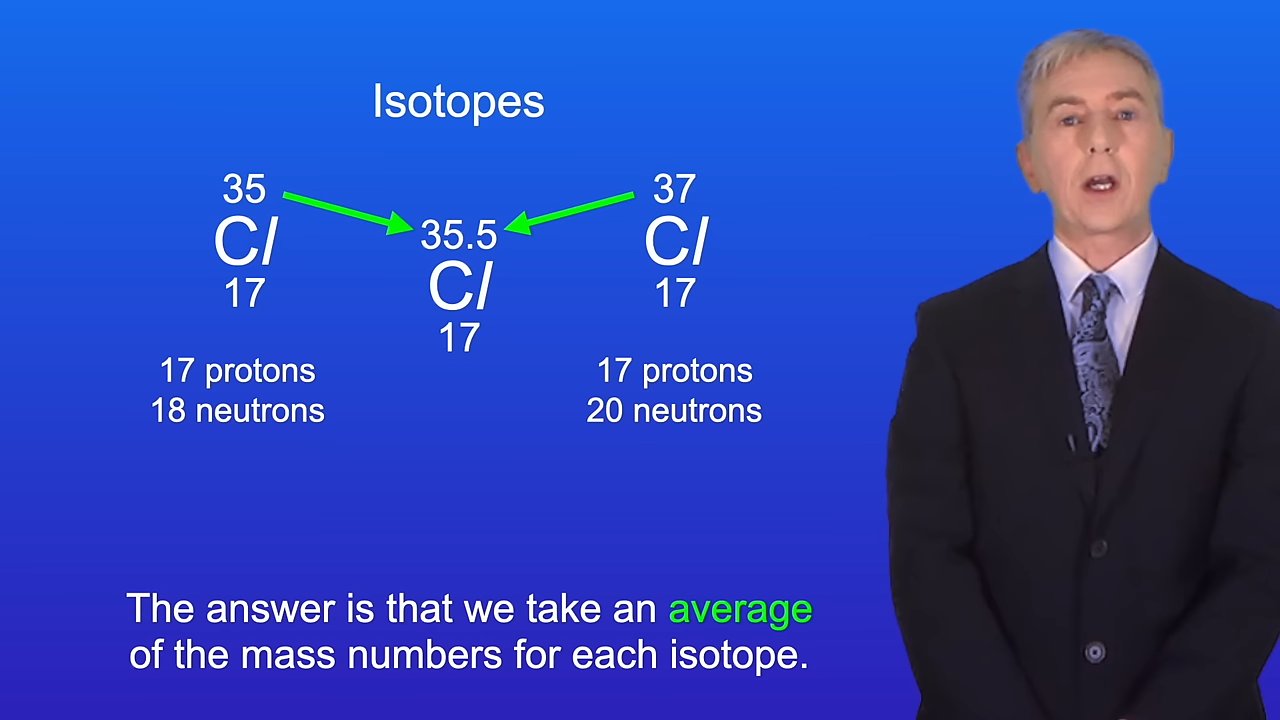 Isotopes
35
Cl
17
17 protons
18 neutrons
35.5
Cl
17
37
Cl
17
17 protons
20 neutrons
The answer is that we take an average
of the mass numbers for each isotope.